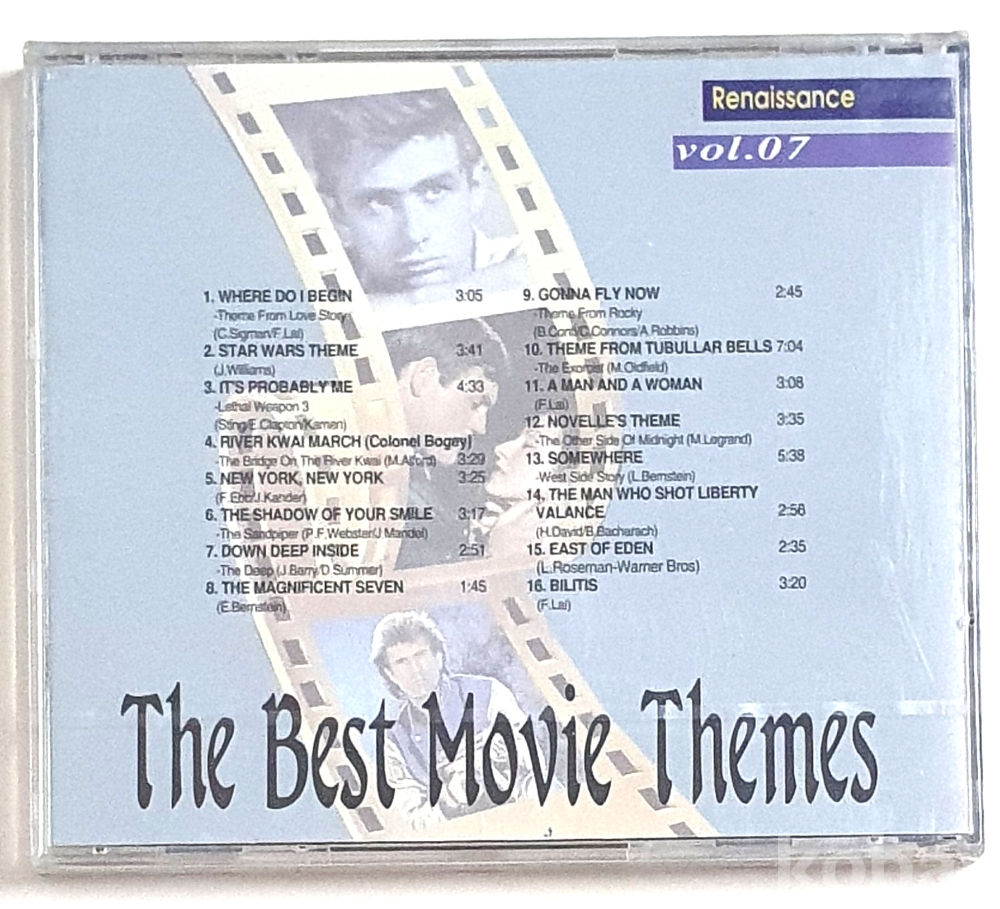 Renaissance
vol.07
1. WHERE DO I BEGIN 3:05
-Theme From Love Story
(C.Sigman/F.Lai)
2. STAR WARS THEME 3:41
(J.Williams)
3. IT'S PROBABLY ME 4:33
-Lethal Weapon 3
(Sting/E.Clapton/Kamen)
4. RIVER KWAI MARCH (Colonel Bogey)
-The Bridge On The River Kwai (M.Alford) 3:29
5. NEW YORK, NEW YORK 3:25
(F.Ebb/J.Kander)
6. THE SHADOW OF YOUR SMILE 3:17
-The Sandpiper (P.F.Webster/J Mandel)
7. DOWN DEEP INSIDE 2:51
-The Deep (J.Barry/D Summer)
8. THE MAGNIFICENT SEVEN 1:45
(E.Bernstein)
9. GONNA FLY NOW 2:45
-Theme From Rocky
(B.Conti/C.Connors/A.Robbins)
10. THEME FROM TUBULLAR BELLS 7:04
-The Exorcist (M.Oldfield)
11. A MAN AND A WOMAN 3:08
(F.Lai)
12. NOVELLE'S THEME 3:35
-The Other Side Of Midnight (M.Legrand)
13. SOMEWHERE 5:38
-West Side Story (L.Bernstein)
14. THE MAN WHO SHOT LIBERTY
VALANCE 2:56
(H.David/B.Bacharach)
15. EAST OF EDEN 2:35
(L.Roseman-Warner Bros)
16. BILITIS 3:20
(F.Lai)
The Best Movie Themes